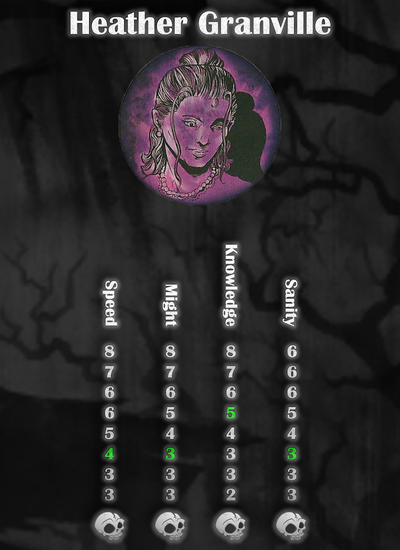 Heather Granville
Speed Might Knowledge Sanity
8 8 8 6
7 7 7 6
6 6 6 6
6 5 5 5
5 4 4 4
4 3 3 3
3 3 3 3
3 3 2 3